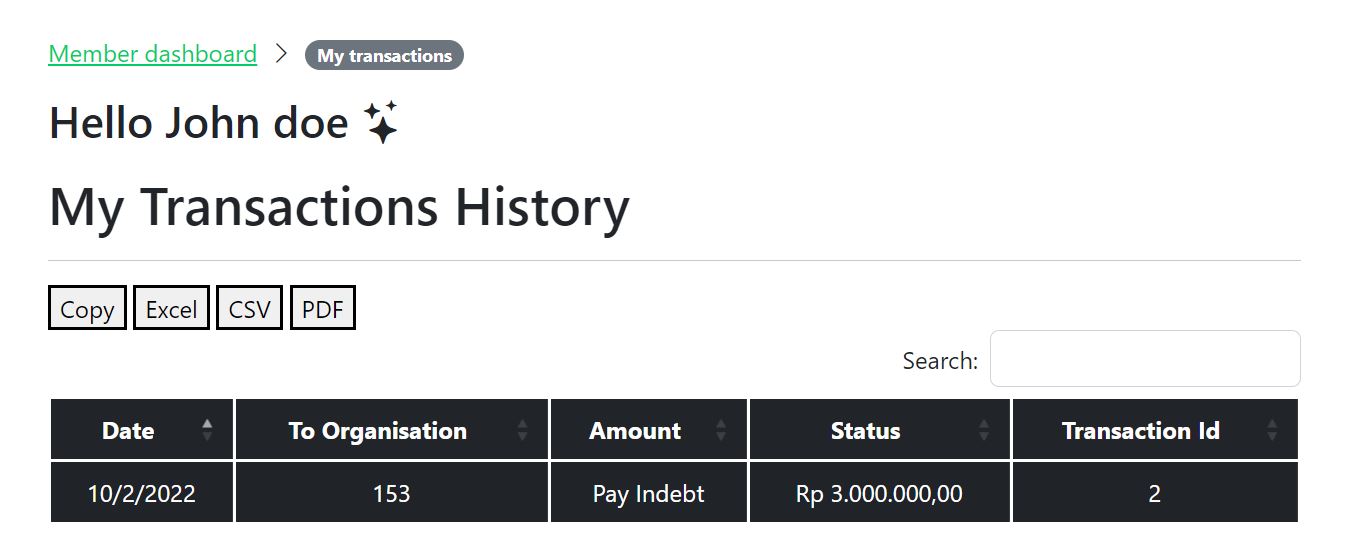 Member dashboard > My transactions
Hello John doe
My Transactions History
Copy Excel CSV PDF
Search:
Date To Organisation Amount Status Transaction Id
10/2/2022 153 Pay Indebt Rp 3.000.000,00 2